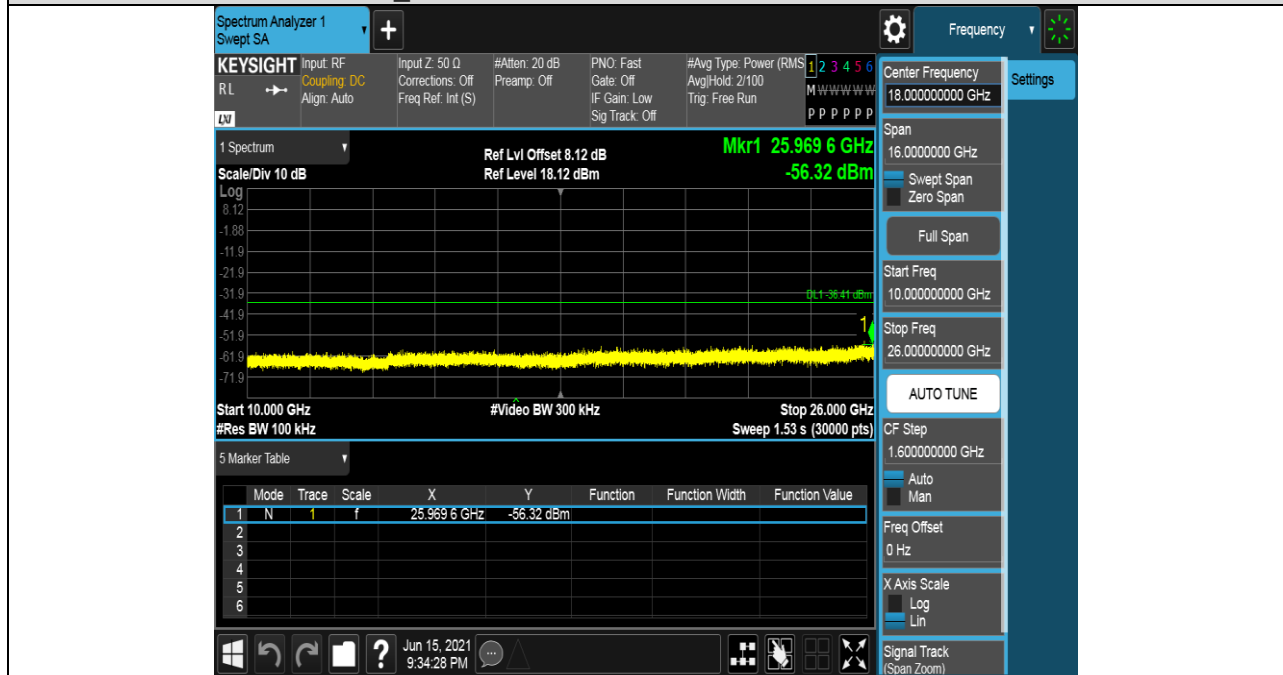 Spectrum Analyzer 1
Swept SA
+
Frequency
KEYSIGHT
RL
LXI
Input: RF
Coupling: DC
Align: Auto
Input Z: 50 Ω
Corrections: Off
Freq Ref: Int (S)
#Atten: 20 dB
Preamp: Off
PNO: Fast
Gate: Off
IF Gain: Low
Sig Track: Off
#Avg Type: Power (RMS
Avg|Hold: 2/100
Trig: Free Run
1 2 3 4 5 6
M W W W W W
P P P P P P
1 Spectrum
Ref Lvl Offset 8.12 dB
Mkr1 25.969 6 GHz
Scale/Div 10 dB
Ref Level 18.12 dBm
-56.32 dBm
Log
8.12
-1.88
-11.9
-21.9
-31.9
DL1 -36.41 dBm
-41.9
1
-51.9
-61.9
-71.9
Start 10.000 GHz
#Video BW 300 kHz
Stop 26.000 GHz
#Res BW 100 kHz
Sweep 1.53 s (30000 pts)
5 Marker Table
Mode Trace Scale X Y Function Function Width Function Value
1 N 1 f 25.969 6 GHz -56.32 dBm
2
3
4
5
6
?
Jun 15, 2021
9:34:28 PM
Center Frequency
18.000000000 GHz
Settings
Span
16.0000000 GHz
Swept Span
Zero Span
Full Span
Start Freq
10.000000000 GHz
Stop Freq
26.000000000 GHz
AUTO TUNE
CF Step
1.600000000 GHz
Auto
Man
Freq Offset
0 Hz
X Axis Scale
Log
Lin
Signal Track
(Span Zoom)